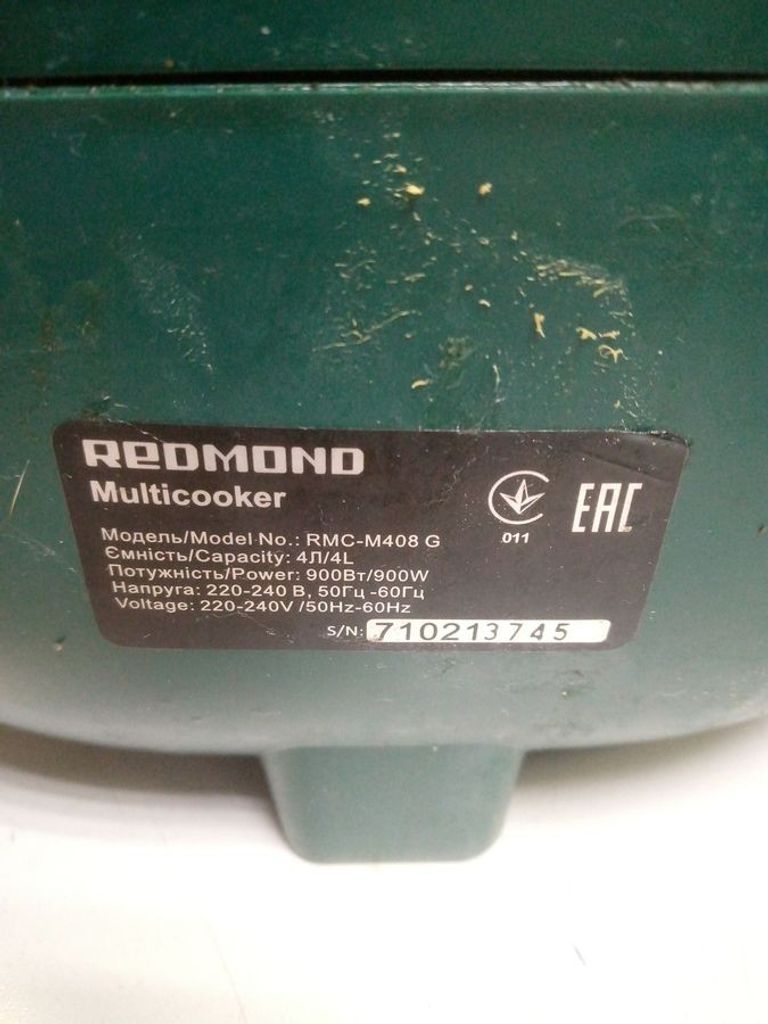 REDMOND
Multicooker
Модель/Model No.: RMC-M408 G
Ємність/Capacity: 4Л/4L
Потужність/Power: 900Вт/900W
Напруга: 220-240 В, 50Гц -60Гц
Voltage: 220-240V /50Hz-60Hz
011
EAC
S/N: 710213745